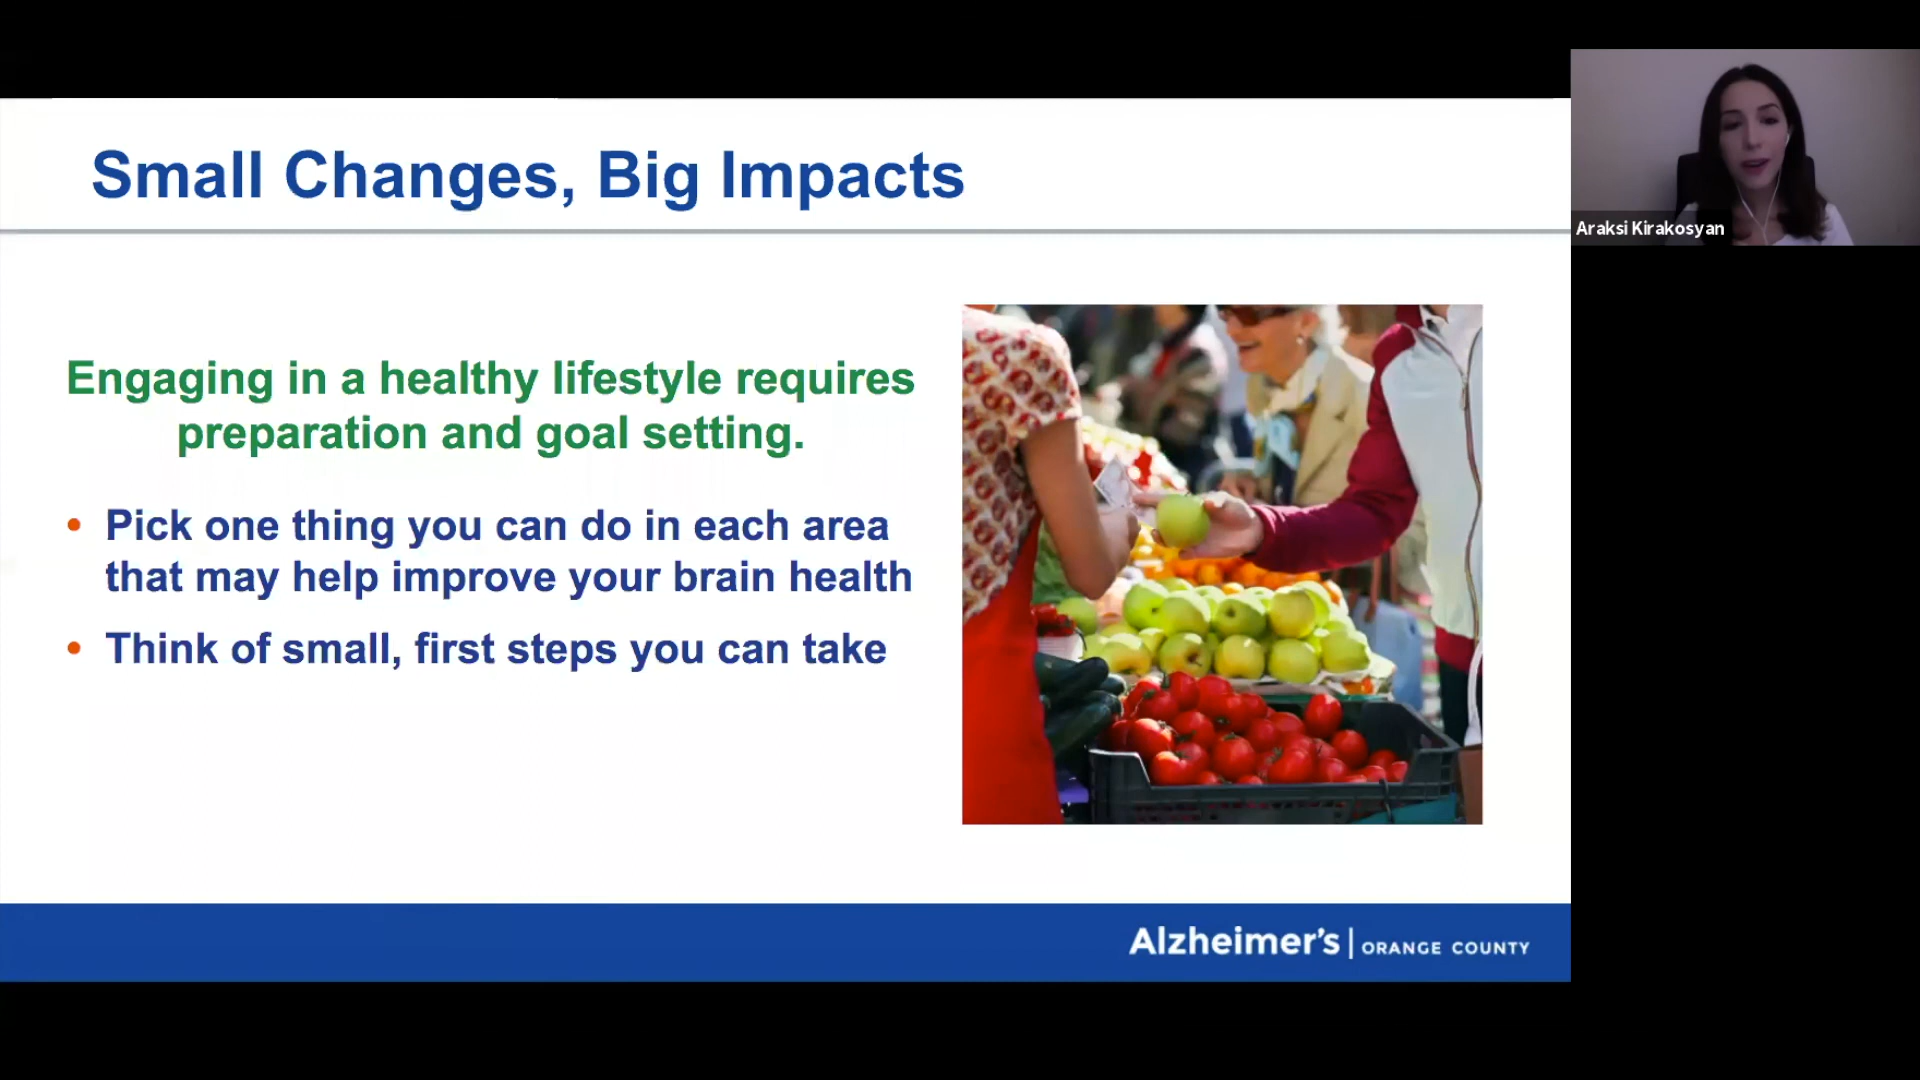 Small Changes, Big Impacts
Araksi Kirakosyan
Engaging in a healthy lifestyle requires
preparation and goal setting.
• Pick one thing you can do in each area
that may help improve your brain health
• Think of small, first steps you can take
Alzheimer's | ORANGE COUNTY